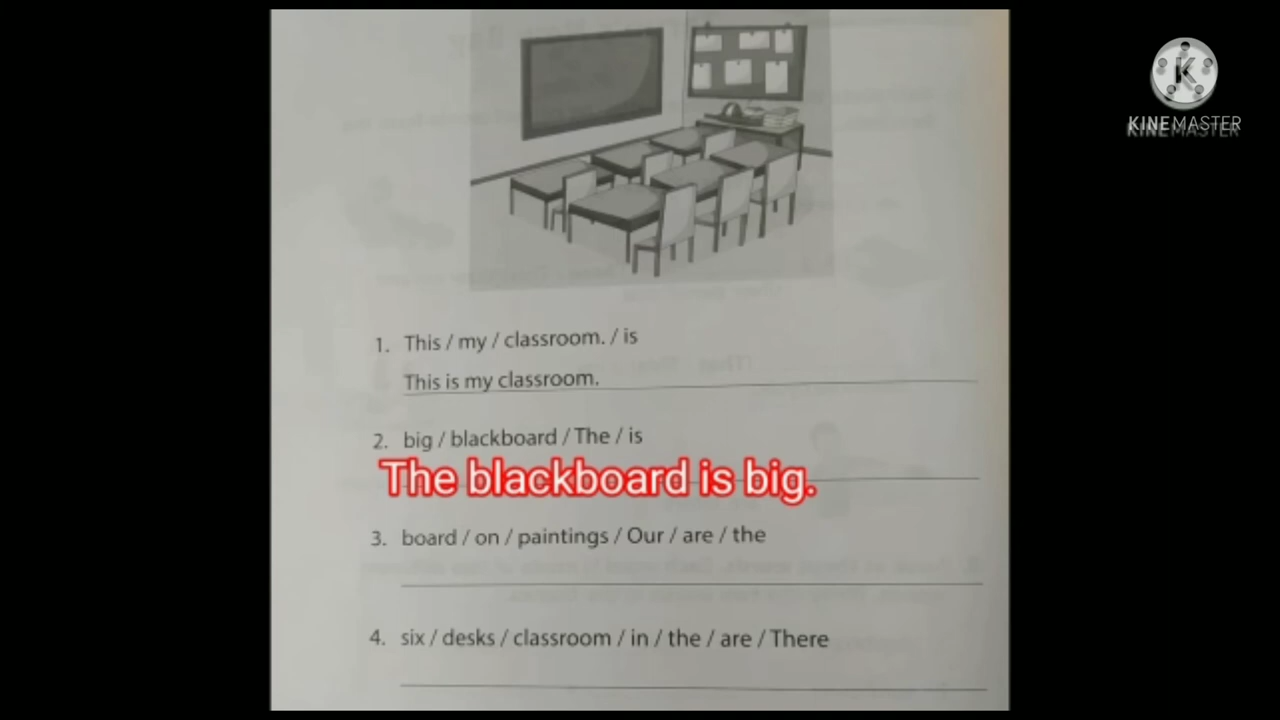 KINEMASTER
1. This / my / classroom. / is
This is my classroom.
2. big / blackboard / The / is
The blackboard is big.
3. board / on / paintings / Our / are / the
4. six / desks / classroom / in / the / are / There